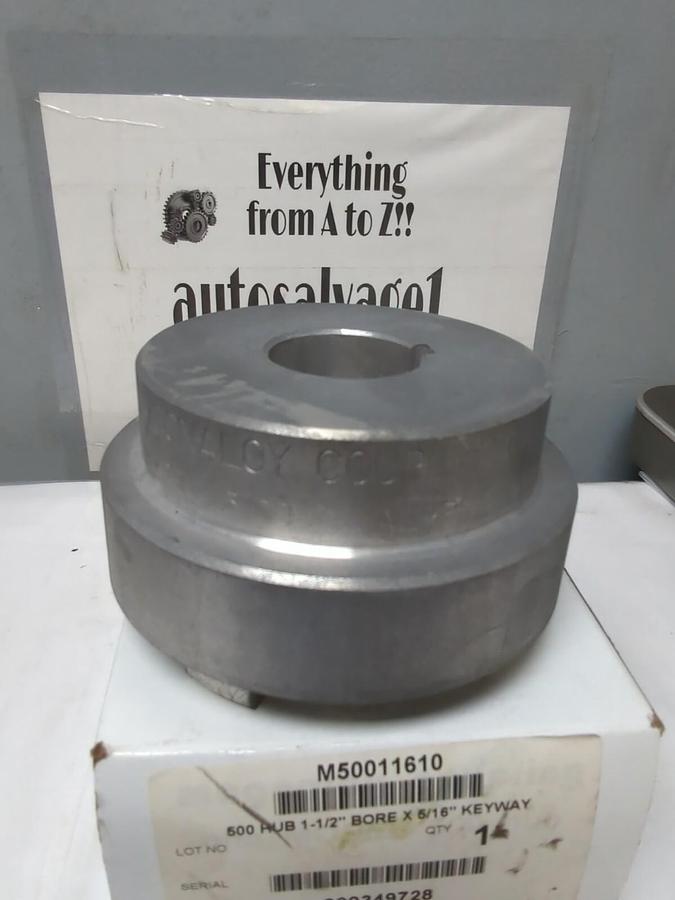 Everything
from A to Z!!
autosalvage1
M50011610
500 HUB 1-1/2" BORE X 5/16" KEYWAY
QTY 1
LOT NO
SERIAL